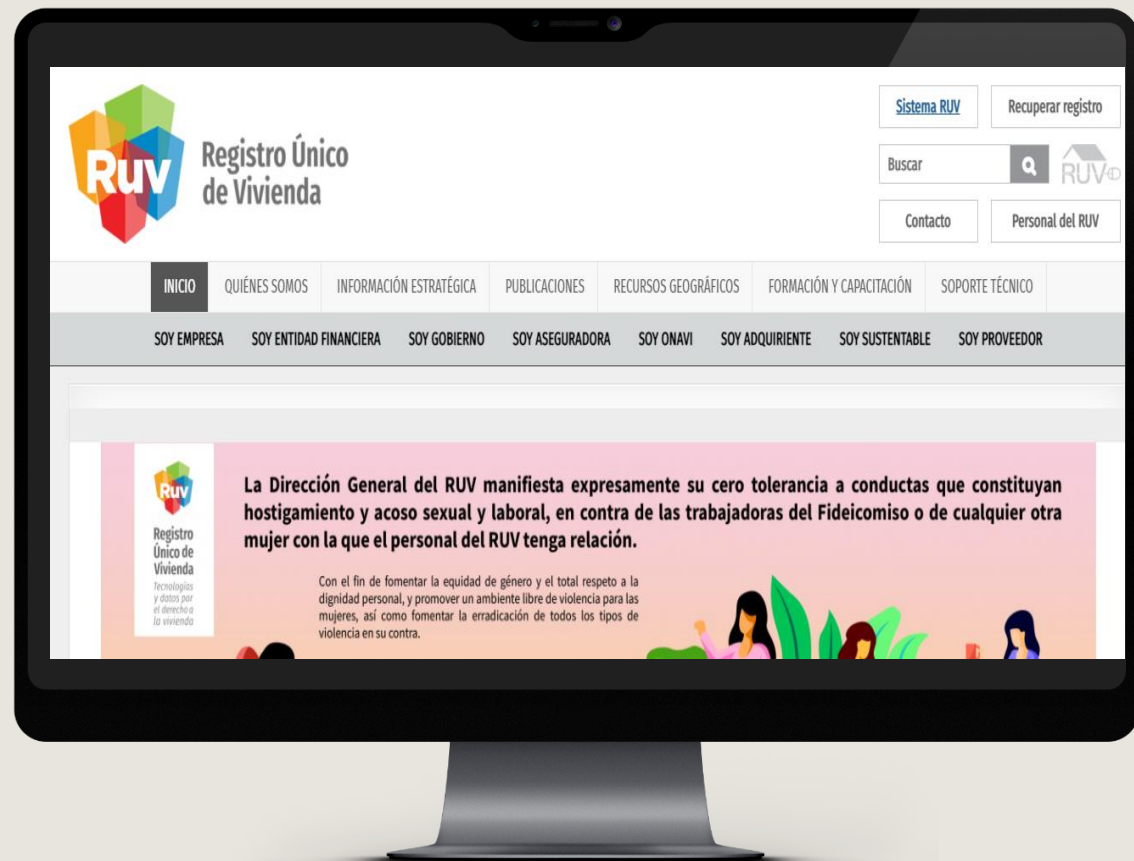 Ruv
Registro Único
de Vivienda
Sistema RUV
Recuperar registro
Buscar
RUV
Contacto
Personal del RUV
INICIO QUIÉNES SOMOS INFORMACIÓN ESTRATÉGICA PUBLICACIONES RECURSOS GEOGRÁFICOS FORMACIÓN Y CAPACITACIÓN SOPORTE TÉCNICO
SOY EMPRESA SOY ENTIDAD FINANCIERA SOY GOBIERNO SOY ASEGURADORA SOY ONAVI SOY ADQUIRIENTE SOY SUSTENTABLE SOY PROVEEDOR
Ruv
Registro
Único de
Vivienda
Tecnologías
y datos por
el derecho a
la vivienda
La Dirección General del RUV manifiesta expresamente su cero tolerancia a conductas que constituyan
hostigamiento y acoso sexual y laboral, en contra de las trabajadoras del Fideicomiso o de cualquier otra
mujer con la que el personal del RUV tenga relación.
Con el fin de fomentar la equidad de género y el total respeto a la
dignidad personal, y promover un ambiente libre de violencia para las
mujeres, así como fomentar la erradicación de todos los tipos de
violencia en su contra.